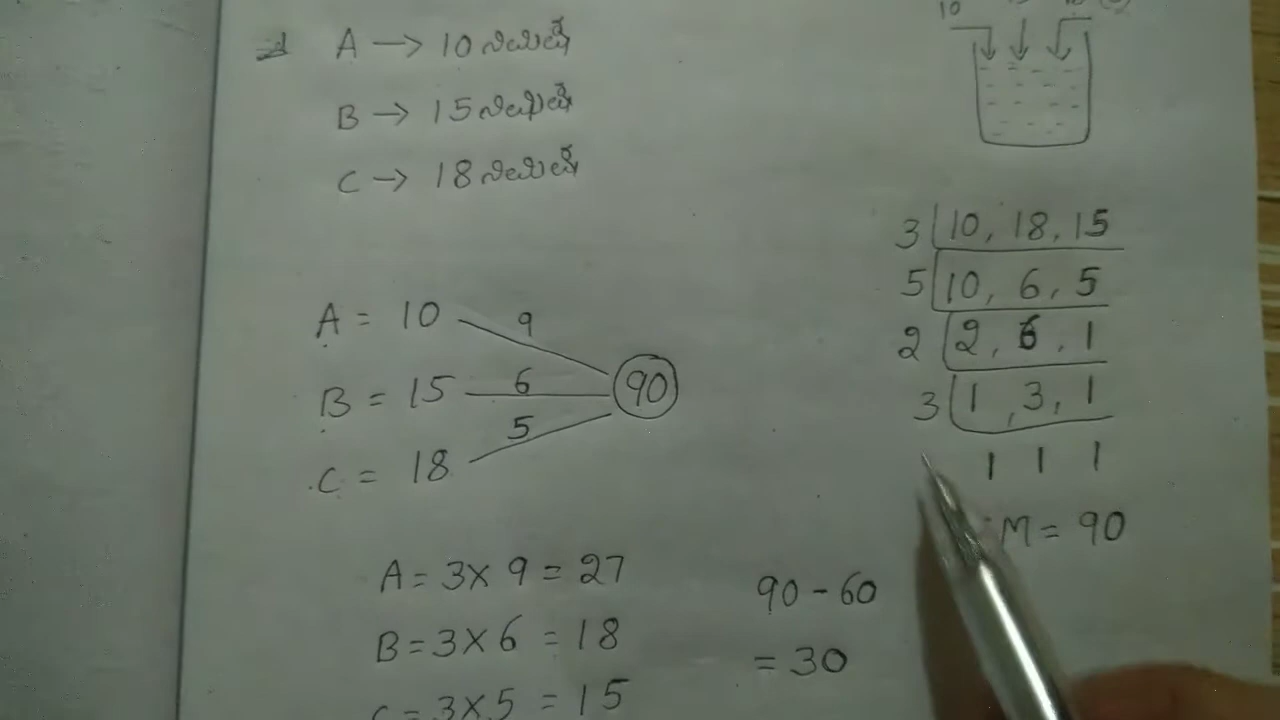 A → 10 ನಿಮಿಷ
B → 15 ನಿಮಿಷ
C → 18 ನಿಮಿಷ
10
3 | 10, 18, 15
5 | 10, 6, 5
2 | 2, 6, 1
3 | 1, 3, 1
1 1 1
M = 90
A = 10 9
B = 15 6 90
C = 18 5
A = 3 × 9 = 27
B = 3 × 6 = 18
C = 3 × 5 = 15
90 - 60
= 30